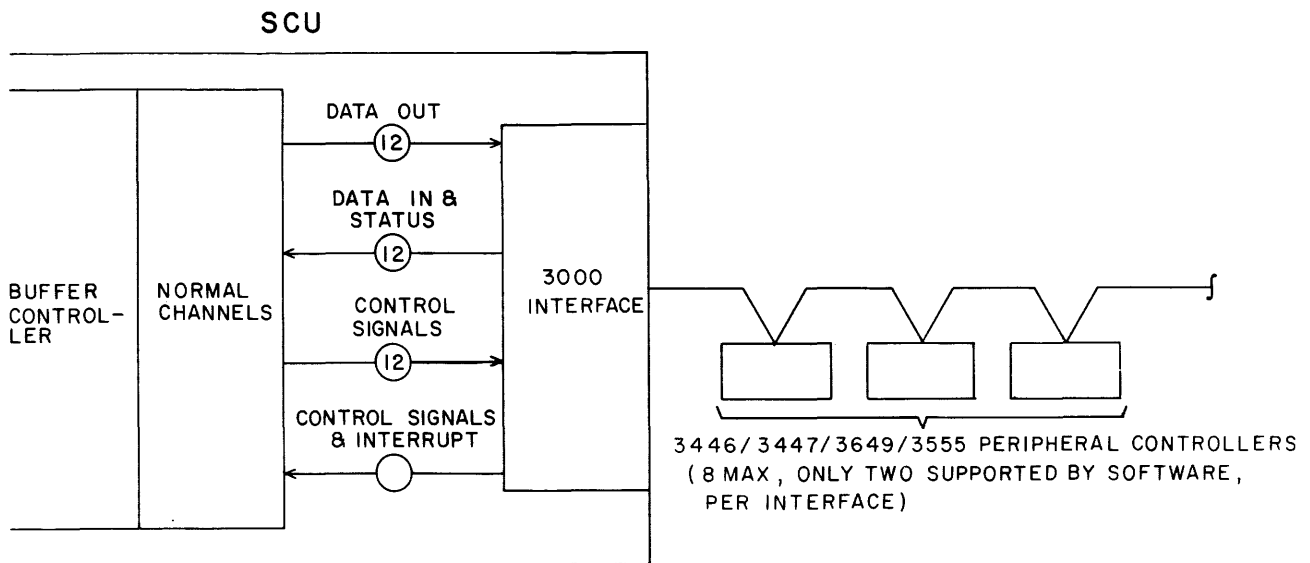 SCU
DATA OUT
12
DATA IN &
STATUS
12
BUFFER
CONTROL-
LER
NORMAL
CHANNELS
CONTROL
SIGNALS
12
CONTROL SIGNALS
& INTERRUPT
3000
INTERFACE
3446/3447/3649/3555 PERIPHERAL CONTROLLERS
(8 MAX, ONLY TWO SUPPORTED BY SOFTWARE,
PER INTERFACE)